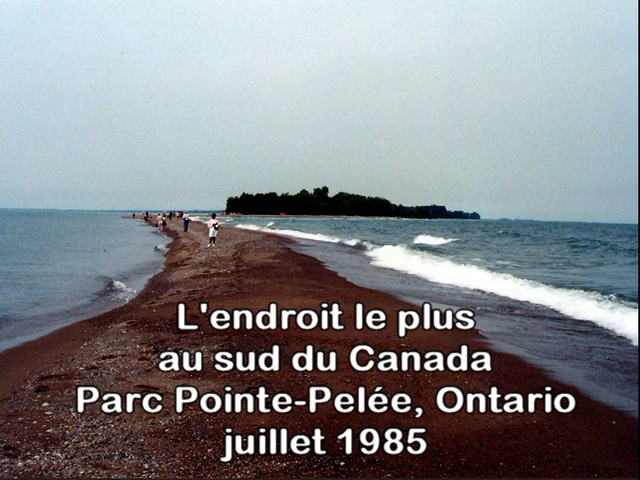 L'endroit le plus
au sud du Canada
Parc Pointe-Pelée, Ontario
juillet 1985